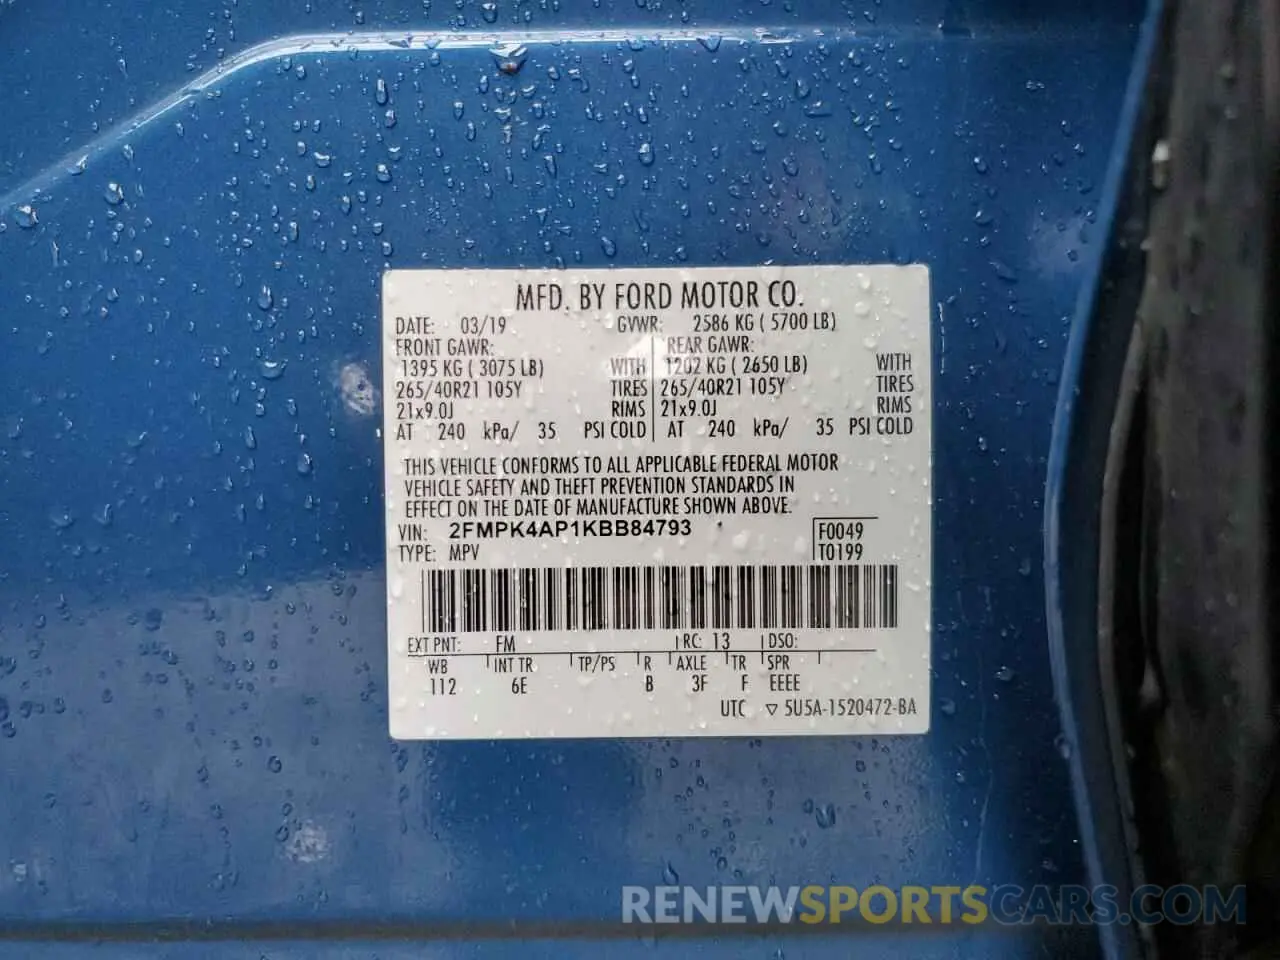 MFD. BY FORD MOTOR CO.
DATE: 03/19 GVWR: 2586 KG ( 5700 LB)
FRONT GAWR: REAR GAWR:
1395 KG ( 3075 LB) WITH 1202 KG ( 2650 LB) WITH
265/40R21 105Y TIRES 265/40R21 105Y TIRES
21x9.0J RIMS 21x9.0J RIMS
AT 240 kPa/ 35 PSI COLD AT 240 kPa/ 35 PSI COLD
THIS VEHICLE CONFORMS TO ALL APPLICABLE FEDERAL MOTOR
VEHICLE SAFETY AND THEFT PREVENTION STANDARDS IN
EFFECT ON THE DATE OF MANUFACTURE SHOWN ABOVE.
VIN: 2FMPK4AP1KBB84793 F0049
TYPE: MPV T0199
EXT PNT: FM RC: 13 DSO:
WB INT TR TP/PS R AXLE TR SPR
112 6E B 3F F EEEE
UTC ▽ 5U5A-1520472-BA
RENEWSPORTSCARS.COM